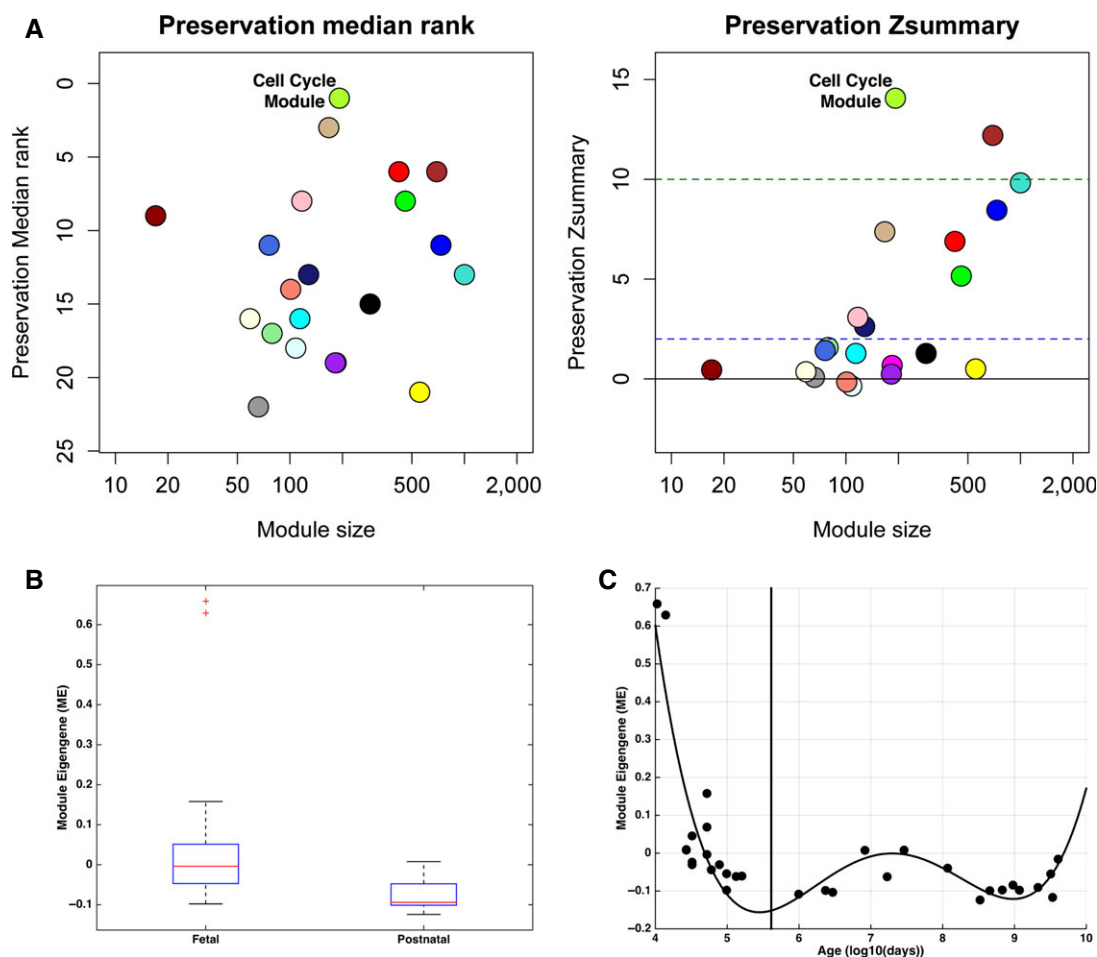 A
Preservation median rank
Cell Cycle
Module
Preservation Median rank
0
5
10
15
20
25
10 20 50 100 500 2,000
Module size
Preservation Zsummary
Cell Cycle
Module
Preservation Zsummary
15
10
5
0
10 20 50 100 500 2,000
Module size
B
Module Eigengene (ME)
0.6
0.5
0.4
0.3
0.2
0.1
0
−0.1
Fetal Postnatal
C
Module Eigengene (ME)
0.7
0.6
0.5
0.4
0.3
0.2
0.1
0
−0.1
−0.2
4 5 6 7 8 9 10
Age (log10(days))